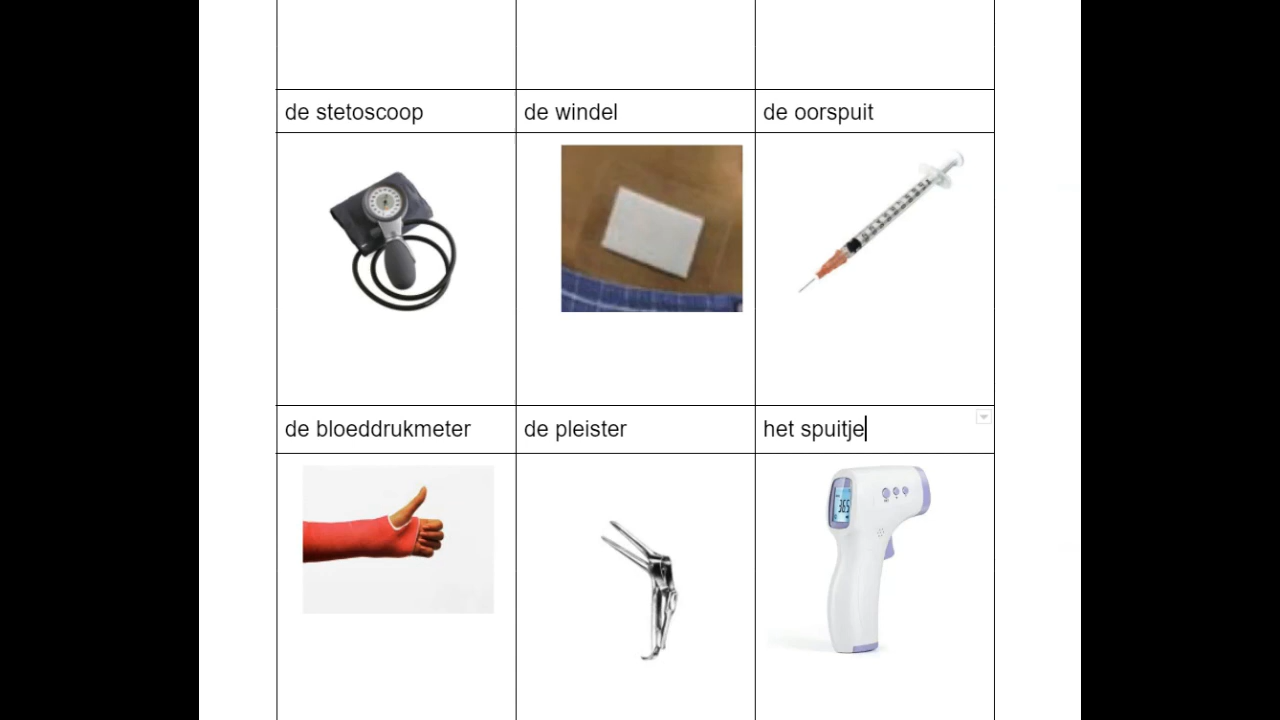 de stetoscoop
de windel
de oorspuit
de bloeddrukmeter
de pleister
het spuitje